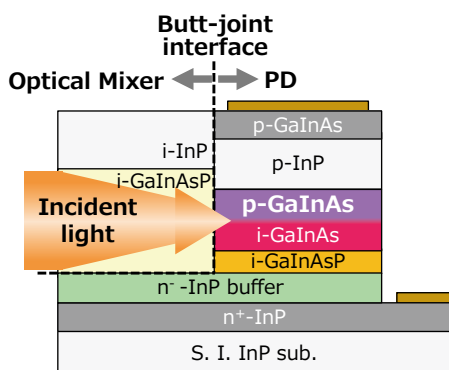 Butt-joint
interface
Optical Mixer
PD
p-GaInAs
i-InP
p-InP
i-GaInAsP
Incident
light
p-GaInAs
i-GaInAs
i-GaInAsP
n⁻ -InP buffer
n⁺-InP
S. I. InP sub.